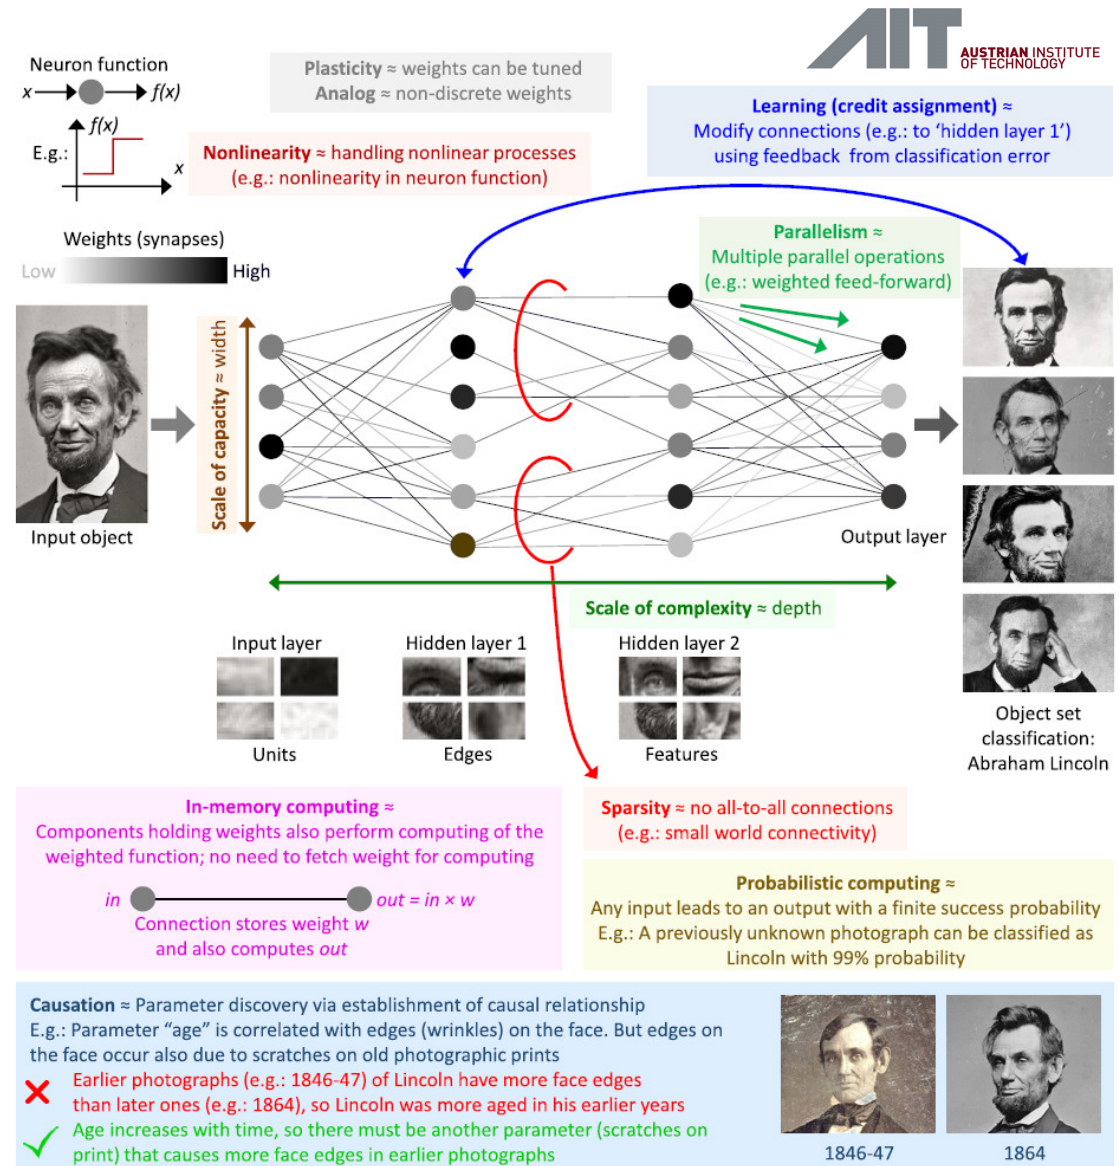 AIT
AUSTRIAN INSTITUTE
OF TECHNOLOGY
Neuron function
x
f(x)
f(x)
E.g.:
x
Plasticity ≈ weights can be tuned
Analog ≈ non-discrete weights
Nonlinearity ≈ handling nonlinear processes
(e.g.: nonlinearity in neuron function)
Learning (credit assignment) ≈
Modify connections (e.g.: to ‘hidden layer 1’)
using feedback from classification error
Weights (synapses)
Low
High
Parallelism ≈
Multiple parallel operations
(e.g.: weighted feed-forward)
Scale of capacity ≈ width
Input object
Output layer
Scale of complexity ≈ depth
Input layer
Units
Hidden layer 1
Edges
Hidden layer 2
Features
Object set
classification:
Abraham Lincoln
In-memory computing ≈
Components holding weights also perform computing of the
weighted function; no need to fetch weight for computing
in
out = in × w
Connection stores weight w
and also computes out
Sparsity ≈ no all-to-all connections
(e.g.: small world connectivity)
Probabilistic computing ≈
Any input leads to an output with a finite success probability
E.g.: A previously unknown photograph can be classified as
Lincoln with 99% probability
Causation ≈ Parameter discovery via establishment of causal relationship
E.g.: Parameter “age” is correlated with edges (wrinkles) on the face. But edges on
the face occur also due to scratches on old photographic prints
Earlier photographs (e.g.: 1846-47) of Lincoln have more face edges
than later ones (e.g.: 1864), so Lincoln was more aged in his earlier years
Age increases with time, so there must be another parameter (scratches on
print) that causes more face edges in earlier photographs
1846-47
1864